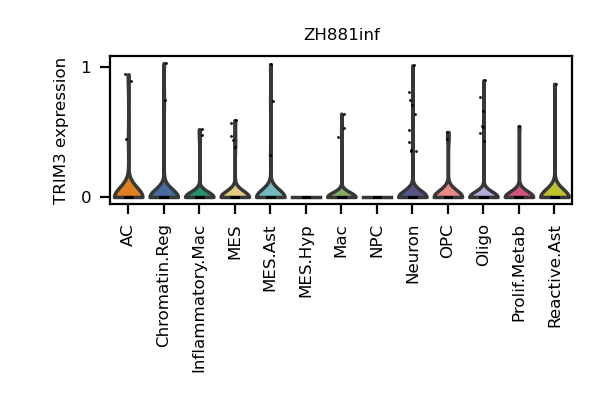 ZH881inf
TRIM3 expression
1
0
AC
Chromatin.Reg
Inflammatory.Mac
MES
MES.Ast
MES.Hyp
Mac
NPC
Neuron
OPC
Oligo
Prolif.Metab
Reactive.Ast